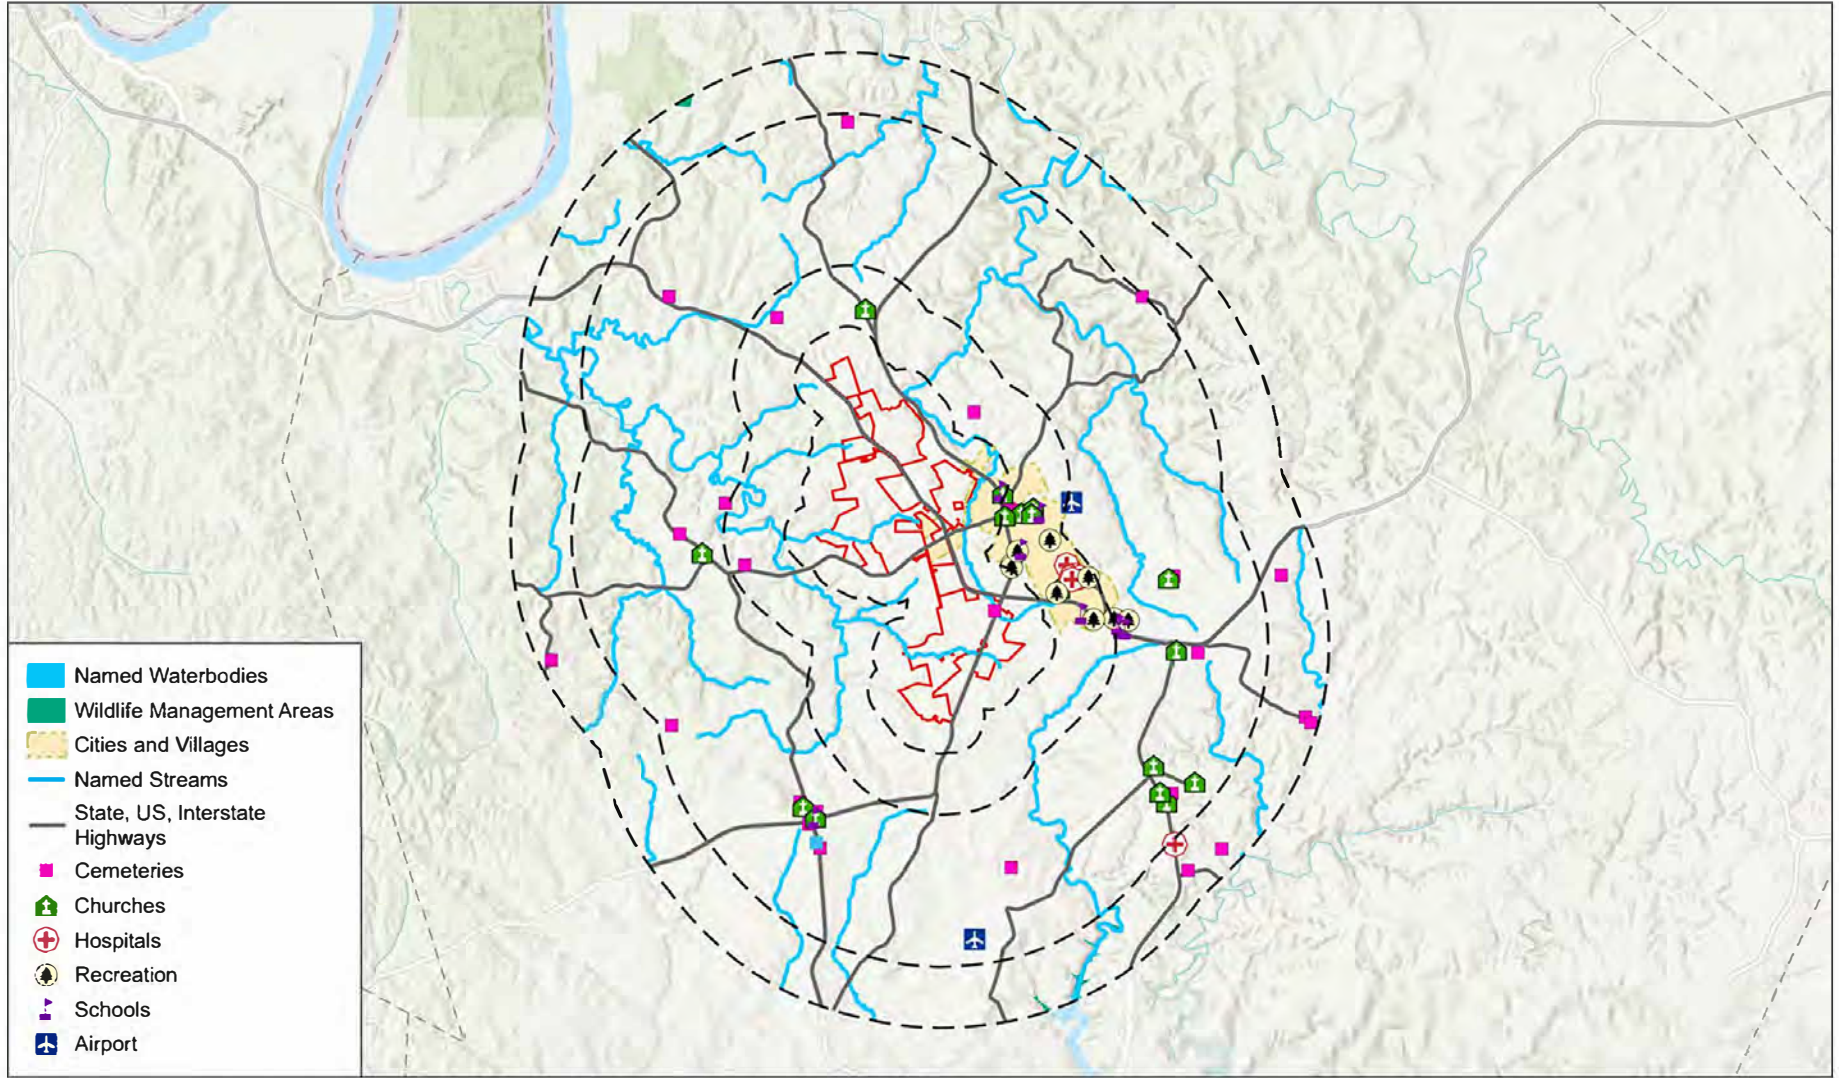 Named Waterbodies
Wildlife Management Areas
Cities and Villages
Named Streams
State, US, Interstate
Highways
Cemeteries
Churches
Hospitals
Recreation
Schools
Airport